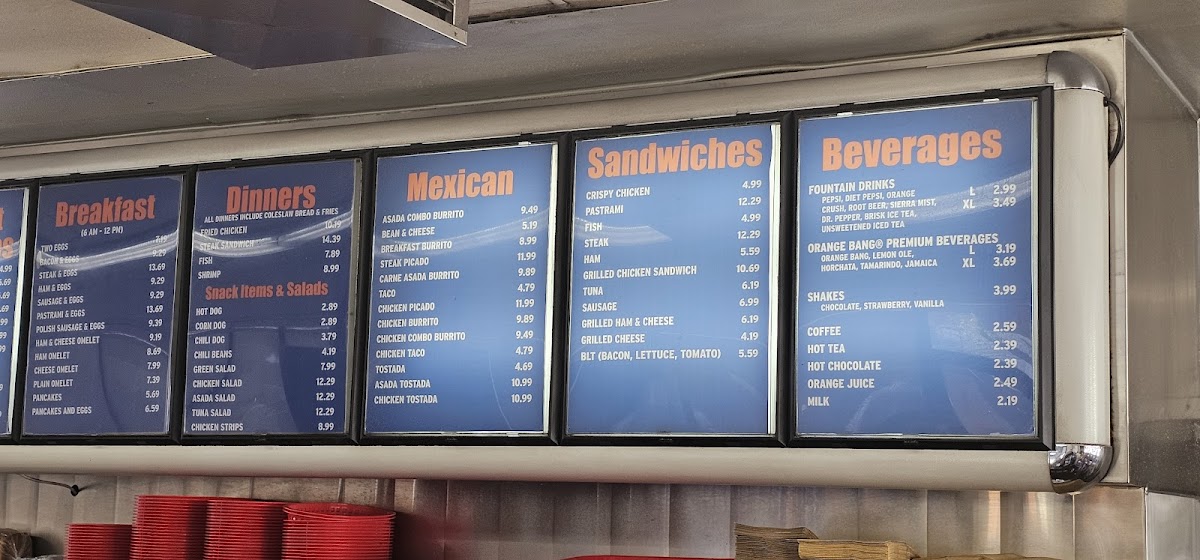 4.99
Breakfast
(6 AM - 12 PM)
TWO EGGS 7.19
BACON & EGGS 9.29
STEAK & EGGS 13.69
HAM & EGGS 9.29
SAUSAGE & EGGS 9.29
PASTRAMI & EGGS 13.69
POLISH SAUSAGE & EGGS 9.39
HAM & CHEESE OMELET 9.19
HAM OMELET 8.69
CHEESE OMELET 7.99
PLAIN OMELET 7.39
PANCAKES 5.69
PANCAKES AND EGGS 6.59
Dinners
ALL DINNERS INCLUDE COLESLAW BREAD & FRIES
FRIED CHICKEN 10.19
STEAK SANDWICH 14.39
FISH 7.89
SHRIMP 8.99
Snack Items & Salads
HOT DOG 2.89
CORN DOG 2.89
CHILI DOG 3.79
CHILI BEANS 4.19
GREEN SALAD 7.99
CHICKEN SALAD 12.29
ASADA SALAD 12.29
TUNA SALAD 12.29
CHICKEN STRIPS 8.99
Mexican
ASADA COMBO BURRITO 9.49
BEAN & CHEESE 5.19
BREAKFAST BURRITO 8.99
STEAK PICADO 11.99
CARNE ASADA BURRITO 9.89
TACO 4.79
CHICKEN PICADO 11.99
CHICKEN BURRITO 9.89
CHICKEN COMBO BURRITO 9.49
CHICKEN TACO 4.79
TOSTADA 4.69
ASADA TOSTADA 10.99
CHICKEN TOSTADA 10.99
Sandwiches
CRISPY CHICKEN 4.99
PASTRAMI 12.29
FISH 4.99
STEAK 12.29
HAM 5.59
GRILLED CHICKEN SANDWICH 10.69
TUNA 6.19
SAUSAGE 6.99
GRILLED HAM & CHEESE 6.19
GRILLED CHEESE 4.19
BLT (BACON, LETTUCE, TOMATO) 5.59
Beverages
FOUNTAIN DRINKS L 2.99
PEPSI, DIET PEPSI, ORANGE
CRUSH, ROOT BEER, SIERRA MIST, XL 3.49
DR. PEPPER, BRISK ICE TEA,
UNSWEETENED ICED TEA
ORANGE BANG® PREMIUM BEVERAGES
ORANGE BANG, LEMON OLE, L 3.19
HORCHATA, TAMARINDO, JAMAICA XL 3.69
SHAKES 3.99
CHOCOLATE, STRAWBERRY, VANILLA
COFFEE 2.59
HOT TEA 2.39
HOT CHOCOLATE 2.39
ORANGE JUICE 2.49
MILK 2.19